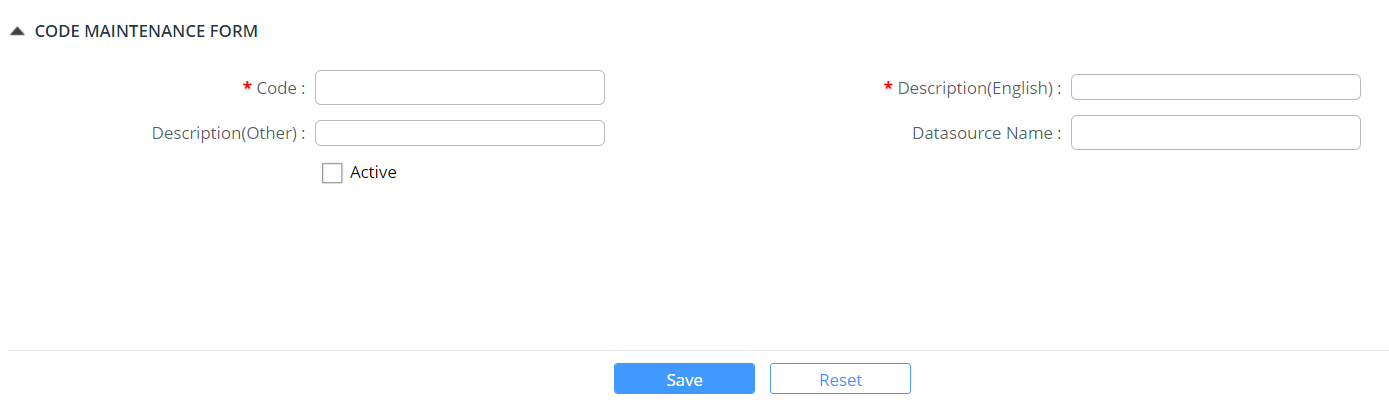 CODE MAINTENANCE FORM
* Code :
* Description(English) :
Description(Other) :
Datasource Name :
Active
Save
Reset